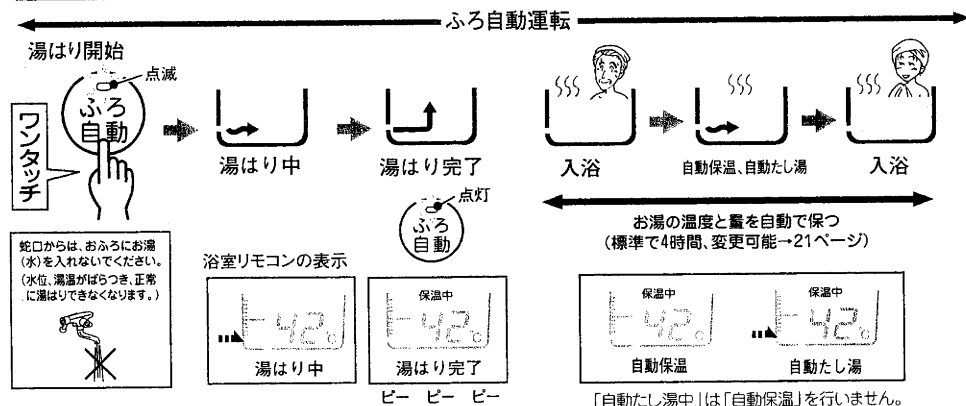 ふろ自動運転
湯はり開始
点滅
ふろ
自動
ワンタッチ
湯はり中
湯はり完了
入浴
自動保温、自動たし湯
入浴
点灯
ふろ
自動
お湯の温度と量を自動で保つ
(標準で4時間、変更可能→21ページ)
蛇口からは、おふろにお湯
(水)を入れないでください。
(水位、湯温がばらつき、正常
に湯はりできなくなります。)
浴室リモコンの表示
42℃
湯はり中
保温中
42℃
湯はり完了
ピー ピー ピー
保温中
42℃
自動保温
保温中
42℃
自動たし湯
「自動たし湯中」は「自動保温」を行いません。